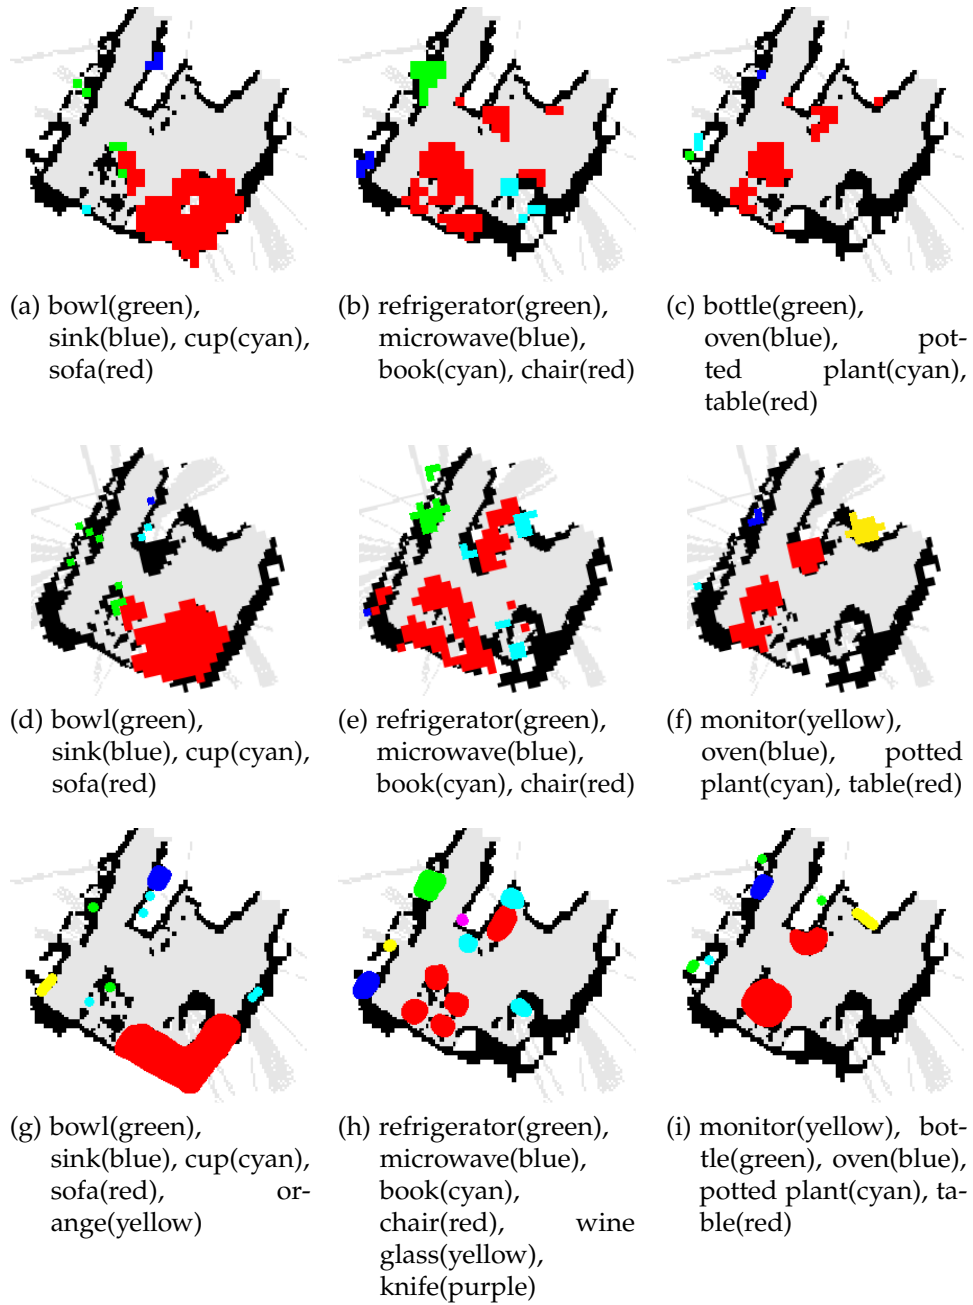 (a) bowl(green),
sink(blue), cup(cyan),
sofa(red)
(b) refrigerator(green),
microwave(blue),
book(cyan), chair(red)
(c) bottle(green),
oven(blue), pot-
ted plant(cyan),
table(red)
(d) bowl(green),
sink(blue), cup(cyan),
sofa(red)
(e) refrigerator(green),
microwave(blue),
book(cyan), chair(red)
(f) monitor(yellow),
oven(blue), potted
plant(cyan), table(red)
(g) bowl(green),
sink(blue), cup(cyan),
sofa(red), or-
ange(yellow)
(h) refrigerator(green),
microwave(blue),
book(cyan),
chair(red), wine
glass(yellow),
knife(purple)
(i) monitor(yellow), bot-
tle(green), oven(blue),
potted plant(cyan), ta-
ble(red)